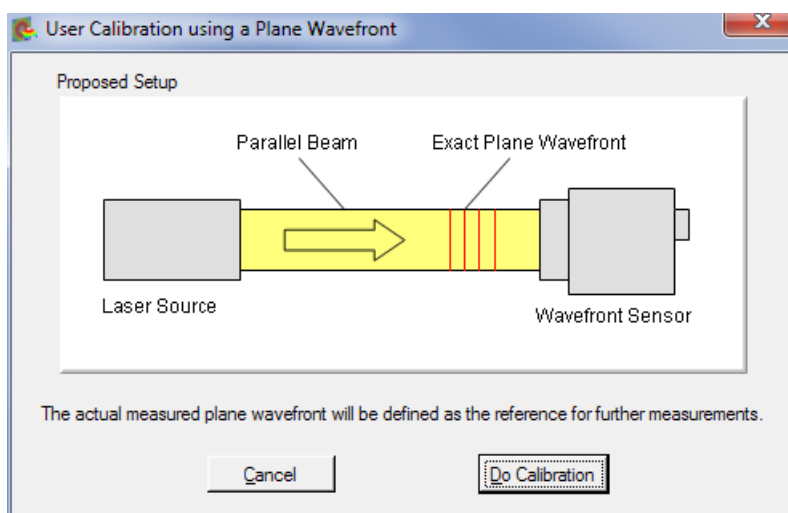 User Calibration using a Plane Wavefront
Proposed Setup
Parallel Beam
Exact Plane Wavefront
Laser Source
Wavefront Sensor
The actual measured plane wavefront will be defined as the reference for further measurements.
Cancel
Do Calibration